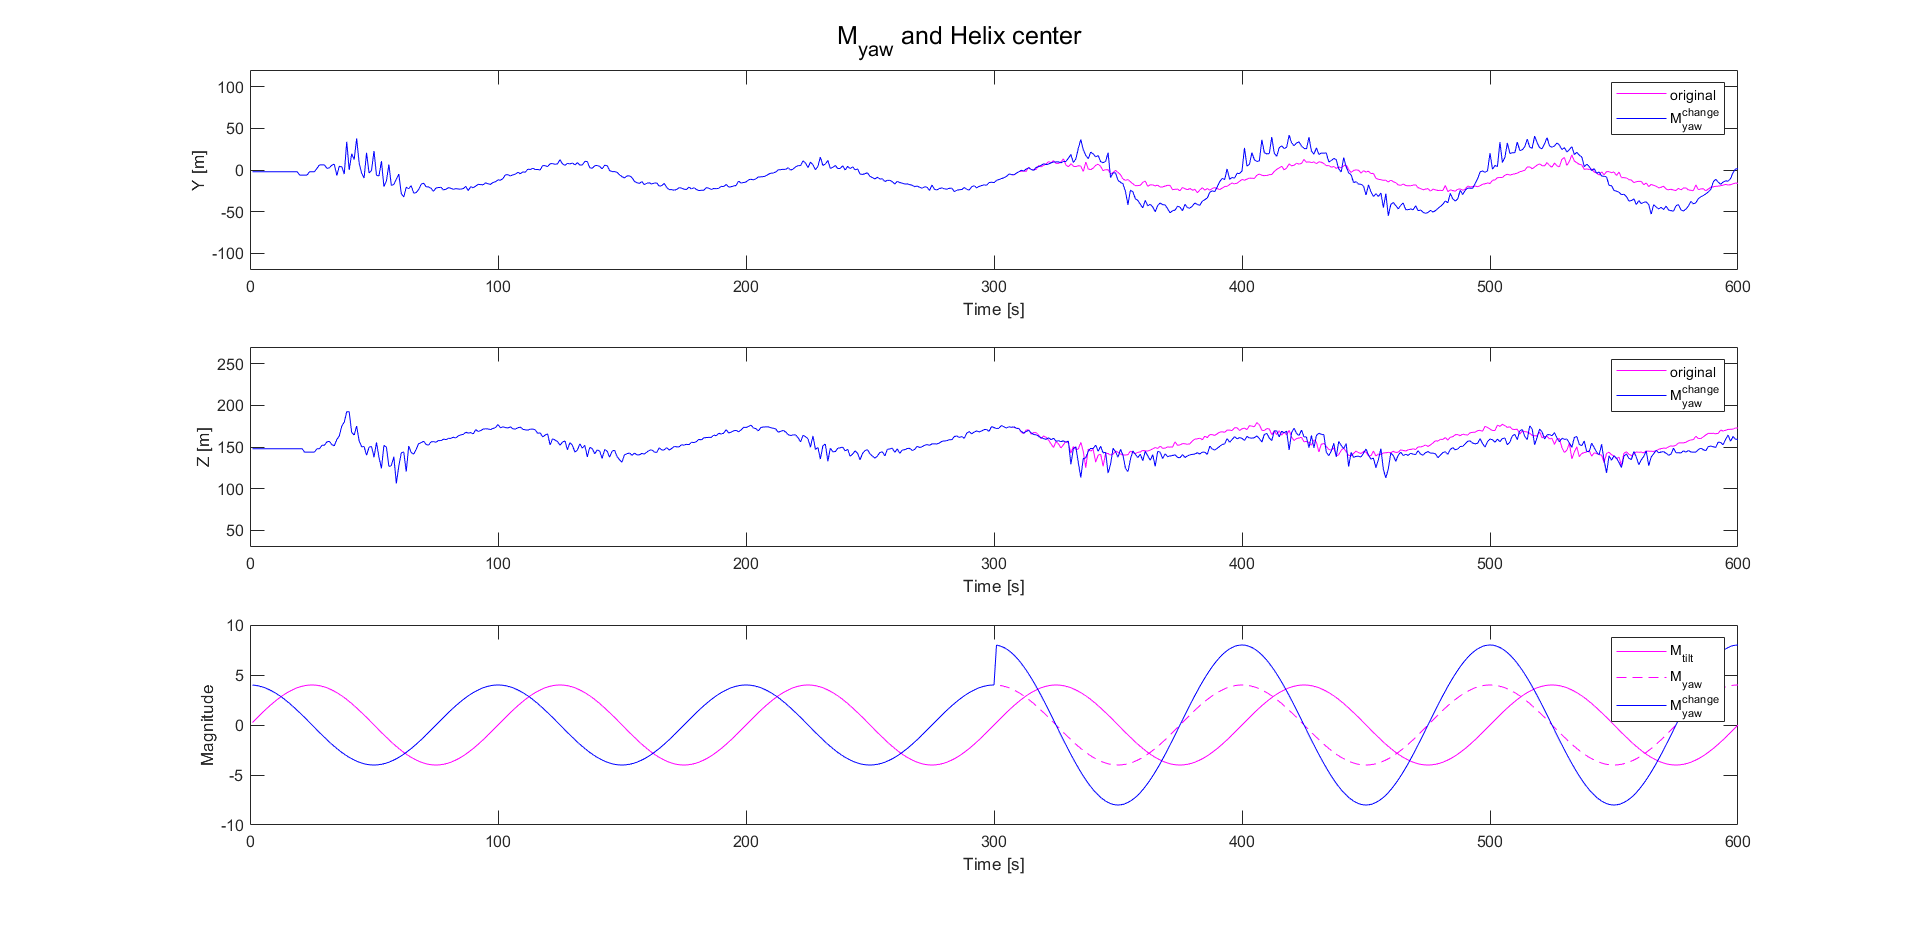 M_yaw and Helix center
100
50
0
-50
-100
Y [m]
original
M_yaw^change
0 100 200 300 400 500 600
Time [s]
250
200
150
100
50
Z [m]
original
M_yaw^change
0 100 200 300 400 500 600
Time [s]
10
5
0
-5
-10
Magnitude
M_tilt
M_yaw
M_yaw^change
0 100 200 300 400 500 600
Time [s]